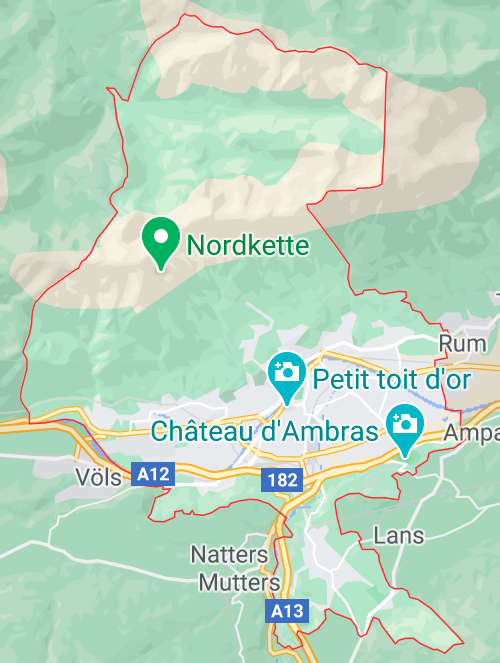 Nordkette
Rum
Petit toit d'or
Château d'Ambras
Ampa
Völs
A12
182
Lans
Natters
Mutters
A13